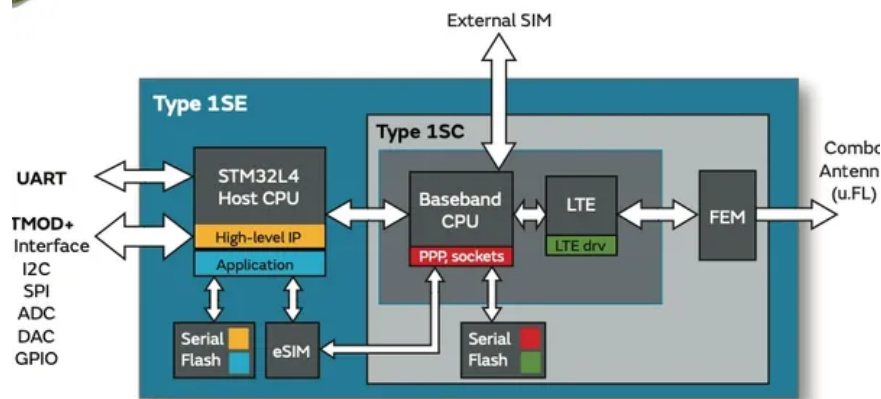 External SIM
Type 1SE
Type 1SC
UART
TMOD+
Interface
I2C
SPI
ADC
DAC
GPIO
STM32L4
Host CPU
High-level IP
Application
Serial
Flash
eSIM
Baseband
CPU
PPP, sockets
LTE
LTE drv
Serial
Flash
FEM
Combo
Antenn
(u.FL)